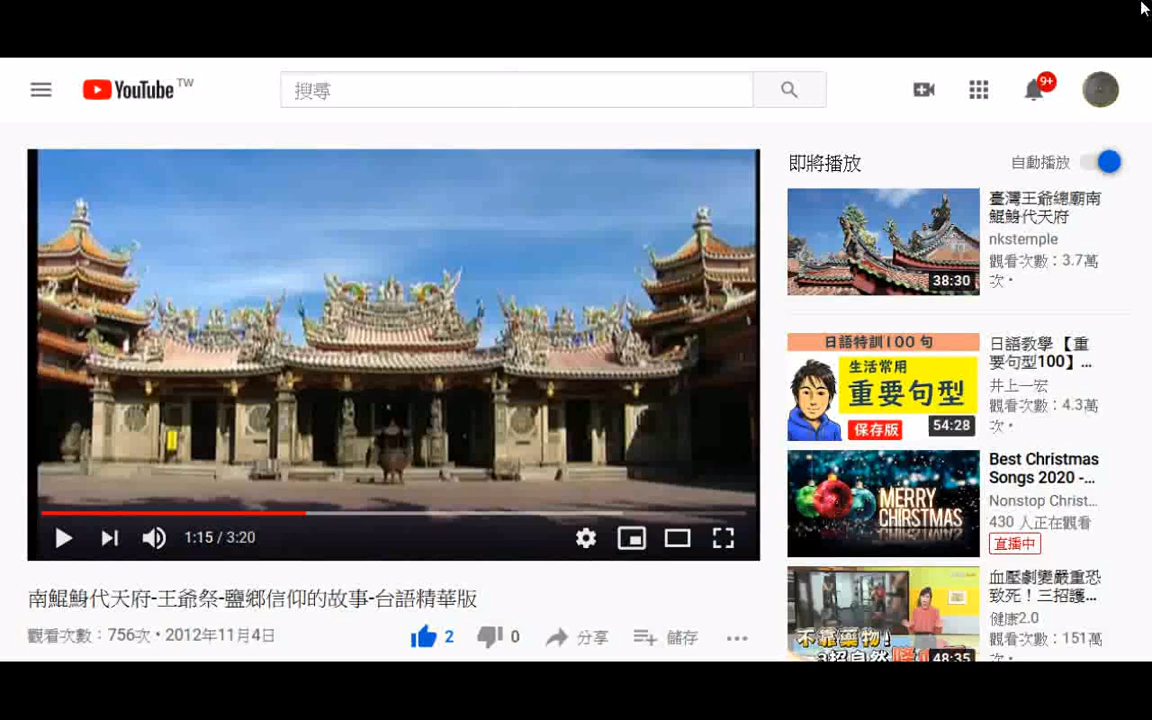 YouTube TW
搜尋
9+
1:15 / 3:20
南鯤鯓代天府-王爺祭-鹽鄉信仰的故事-台語精華版
觀看次數：756次 • 2012年11月4日
2
0
分享
儲存
即將播放
自動播放
38:30
臺灣王爺總廟南
鯤鯓代天府
nkstemple
觀看次數：3.7萬
次 •
日語特訓100句
生活常用
重要句型
保存版
54:28
日語教學【重
要句型100】...
井上一宏
觀看次數：4.3萬
次 •
MERRY
CHIRSTMAS
Best Christmas
Songs 2020 -...
Nonstop Christ...
430 人正在觀看
直播中
不靠藥物!
48:35
血壓劇變嚴重恐
致死！三招護...
健康2.0
觀看次數：151萬